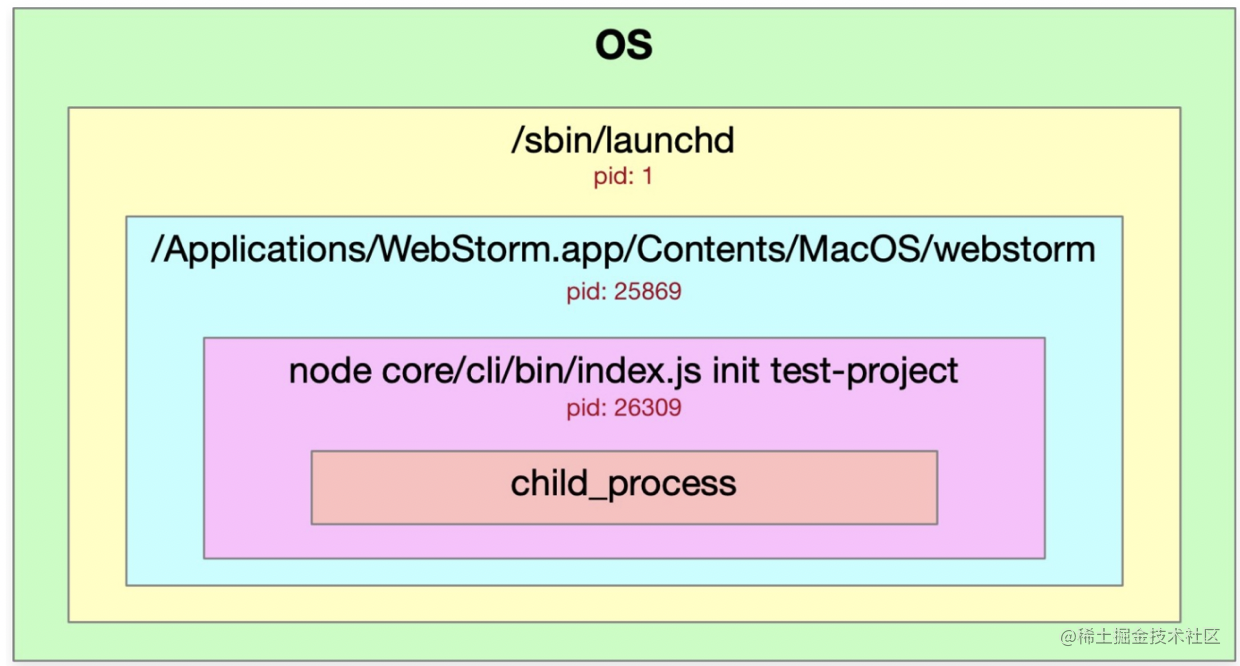 OS
/sbin/launchd
pid: 1
/Applications/WebStorm.app/Contents/MacOS/webstorm
pid: 25869
node core/cli/bin/index.js init test-project
pid: 26309
child_process
@稀土掘金技术社区